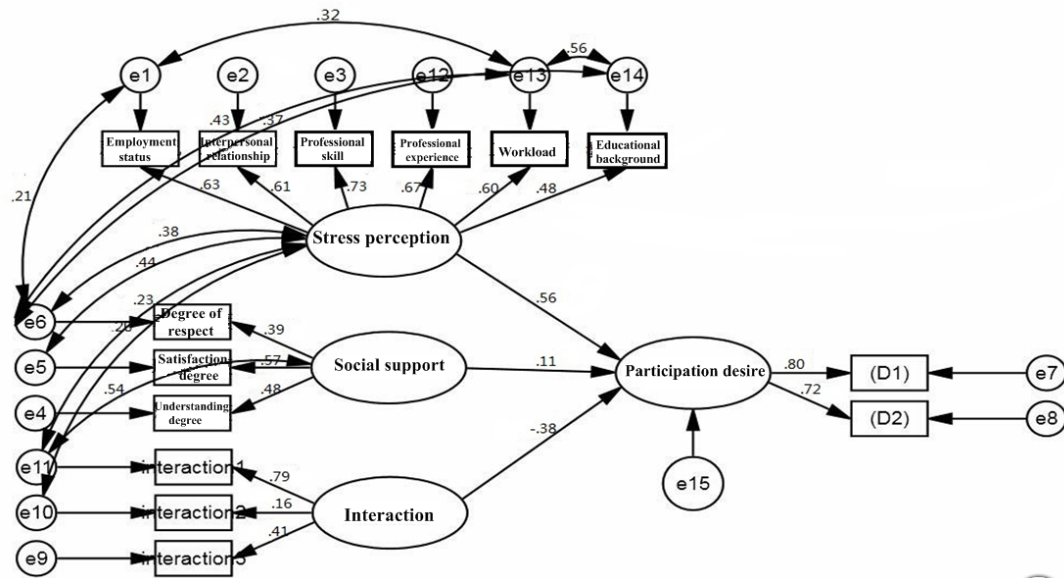 .32
.56
e1
e2
e3
e12
e13
e14
.43
.37
Employment
status
Interpersonal
relationship
Professional
skill
Professional
experience
Workload
Educational
background
.63
.61
.73
.67
.60
.48
.21
Stress perception
.38
.44
.56
.23
e6
Degree of
respect
.39
e5
Satisfaction
degree
.57
Social support
.11
Participation desire
.80
(D1)
e7
.54
.48
.72
e4
Understanding
degree
(D2)
e8
-.38
e11
interaction1
.79
e15
e10
interaction2
.16
Interaction
.41
e9
interaction3